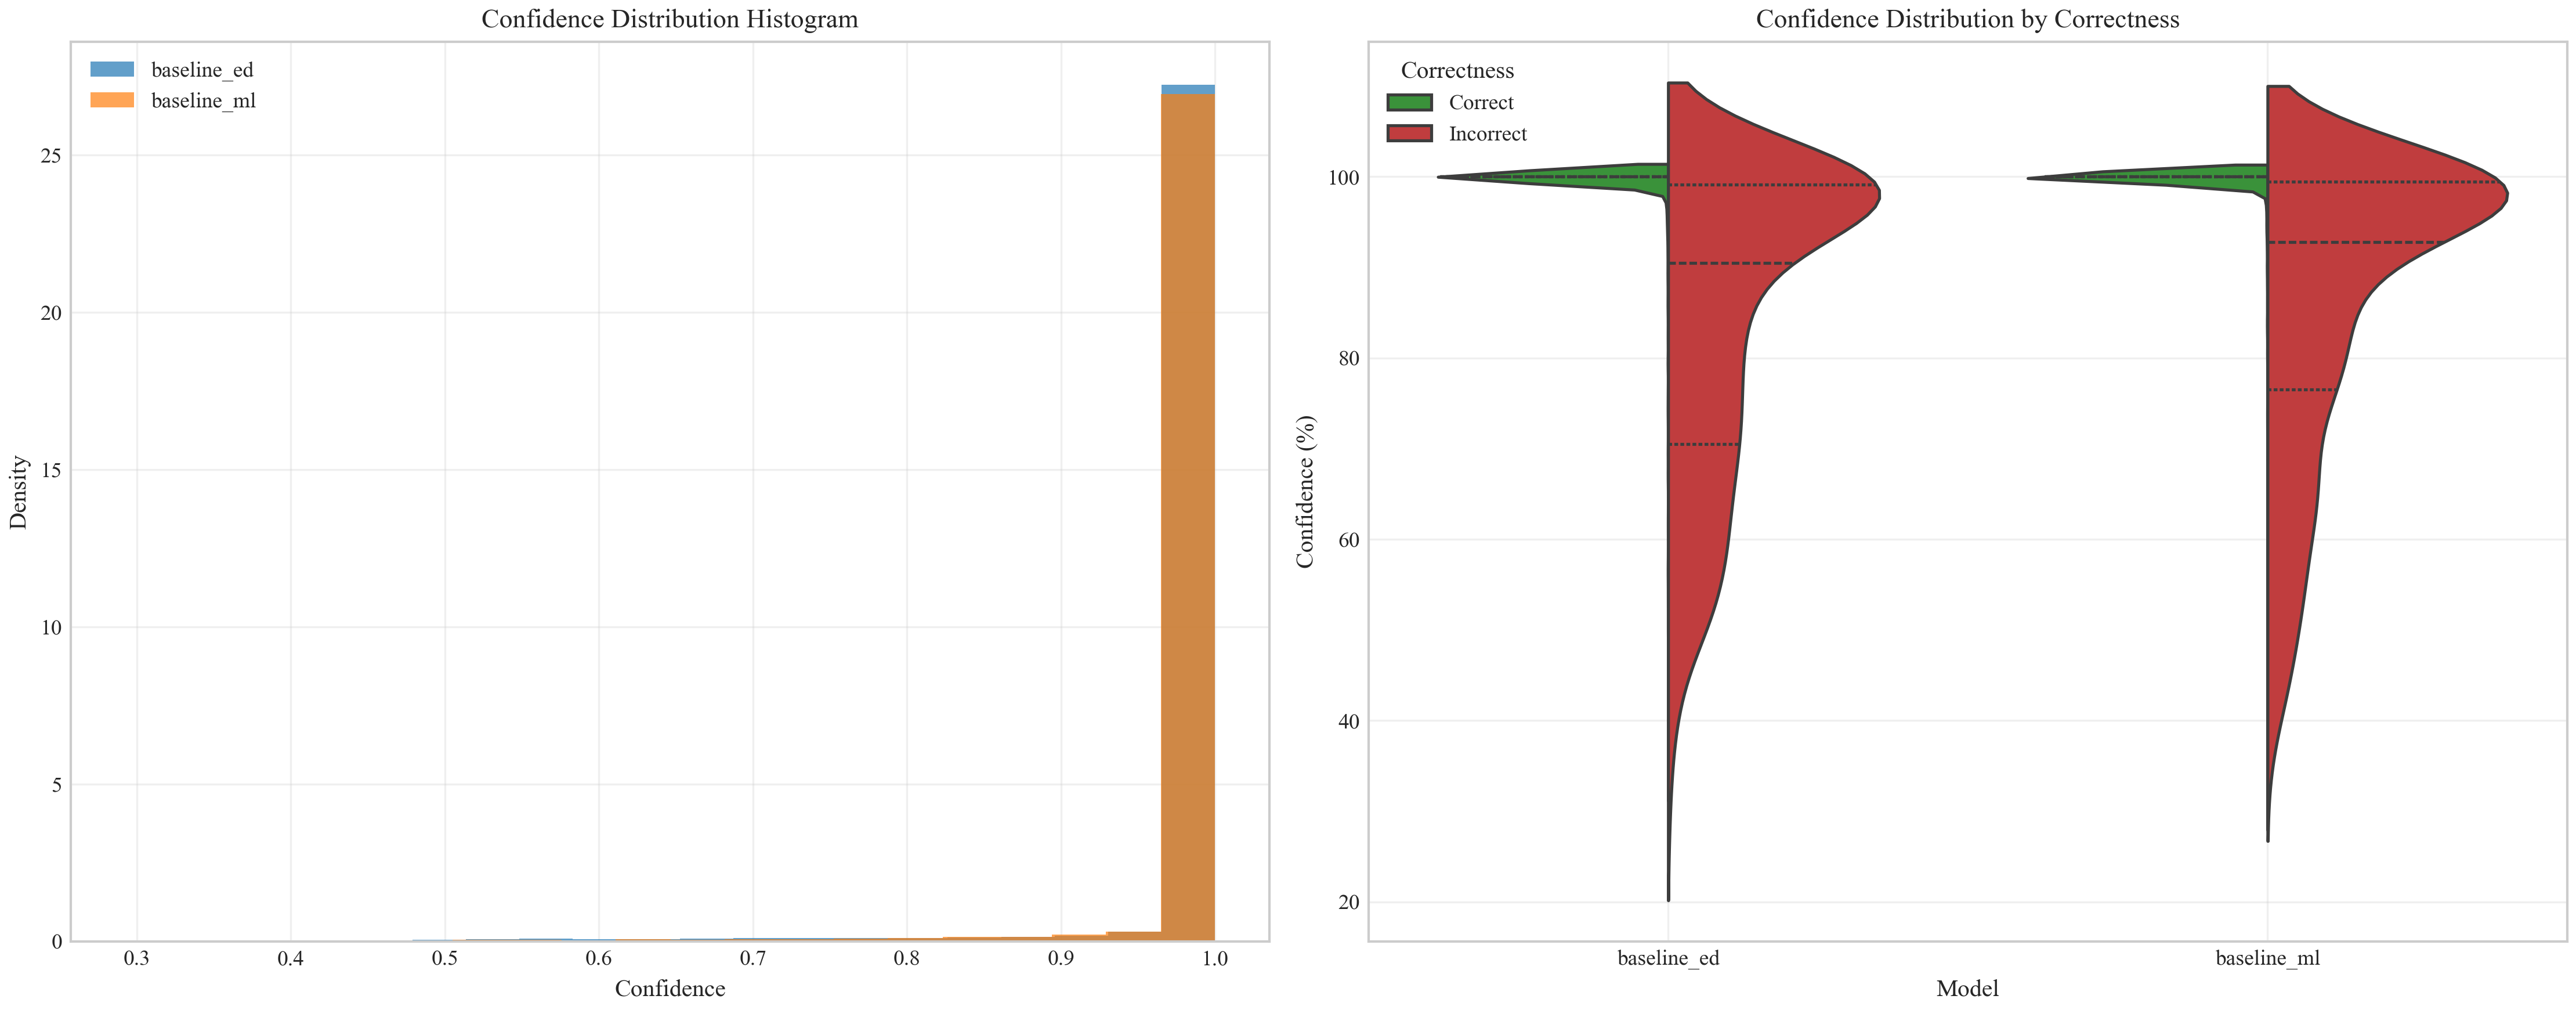 Confidence Distribution Histogram
baseline_ed
baseline_ml
Density
25
20
15
10
5
0
0.3 0.4 0.5 0.6 0.7 0.8 0.9 1.0
Confidence
Confidence Distribution by Correctness
Correctness
Correct
Incorrect
Confidence (%)
100
80
60
40
20
baseline_ed baseline_ml
Model